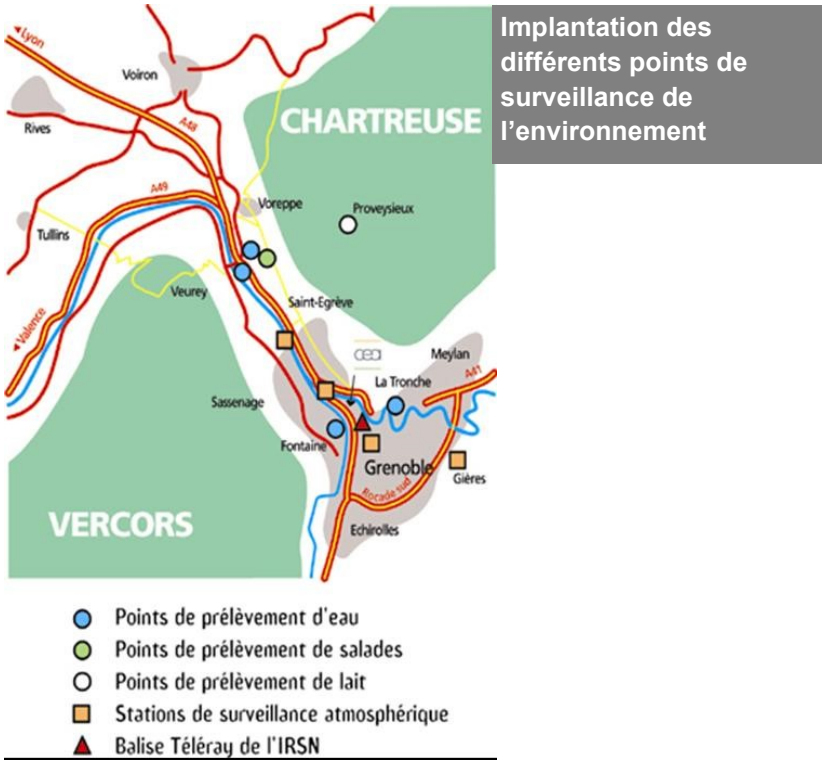 Implantation des
différents points de
surveillance de
l'environnement
Lyon
Voiron
CHARTREUSE
Rives
A48
A49
Voreppe
Proveysieux
Tullins
Veurey
Saint-Egrève
Valence
cea
Meylan
La Tronche
A41
Sassenage
Fontaine
Grenoble
Gières
Rocade sud
VERCORS
Echirolles
Points de prélèvement d'eau
Points de prélèvement de salades
Points de prélèvement de lait
Stations de surveillance atmosphérique
Balise Téléray de l'IRSN